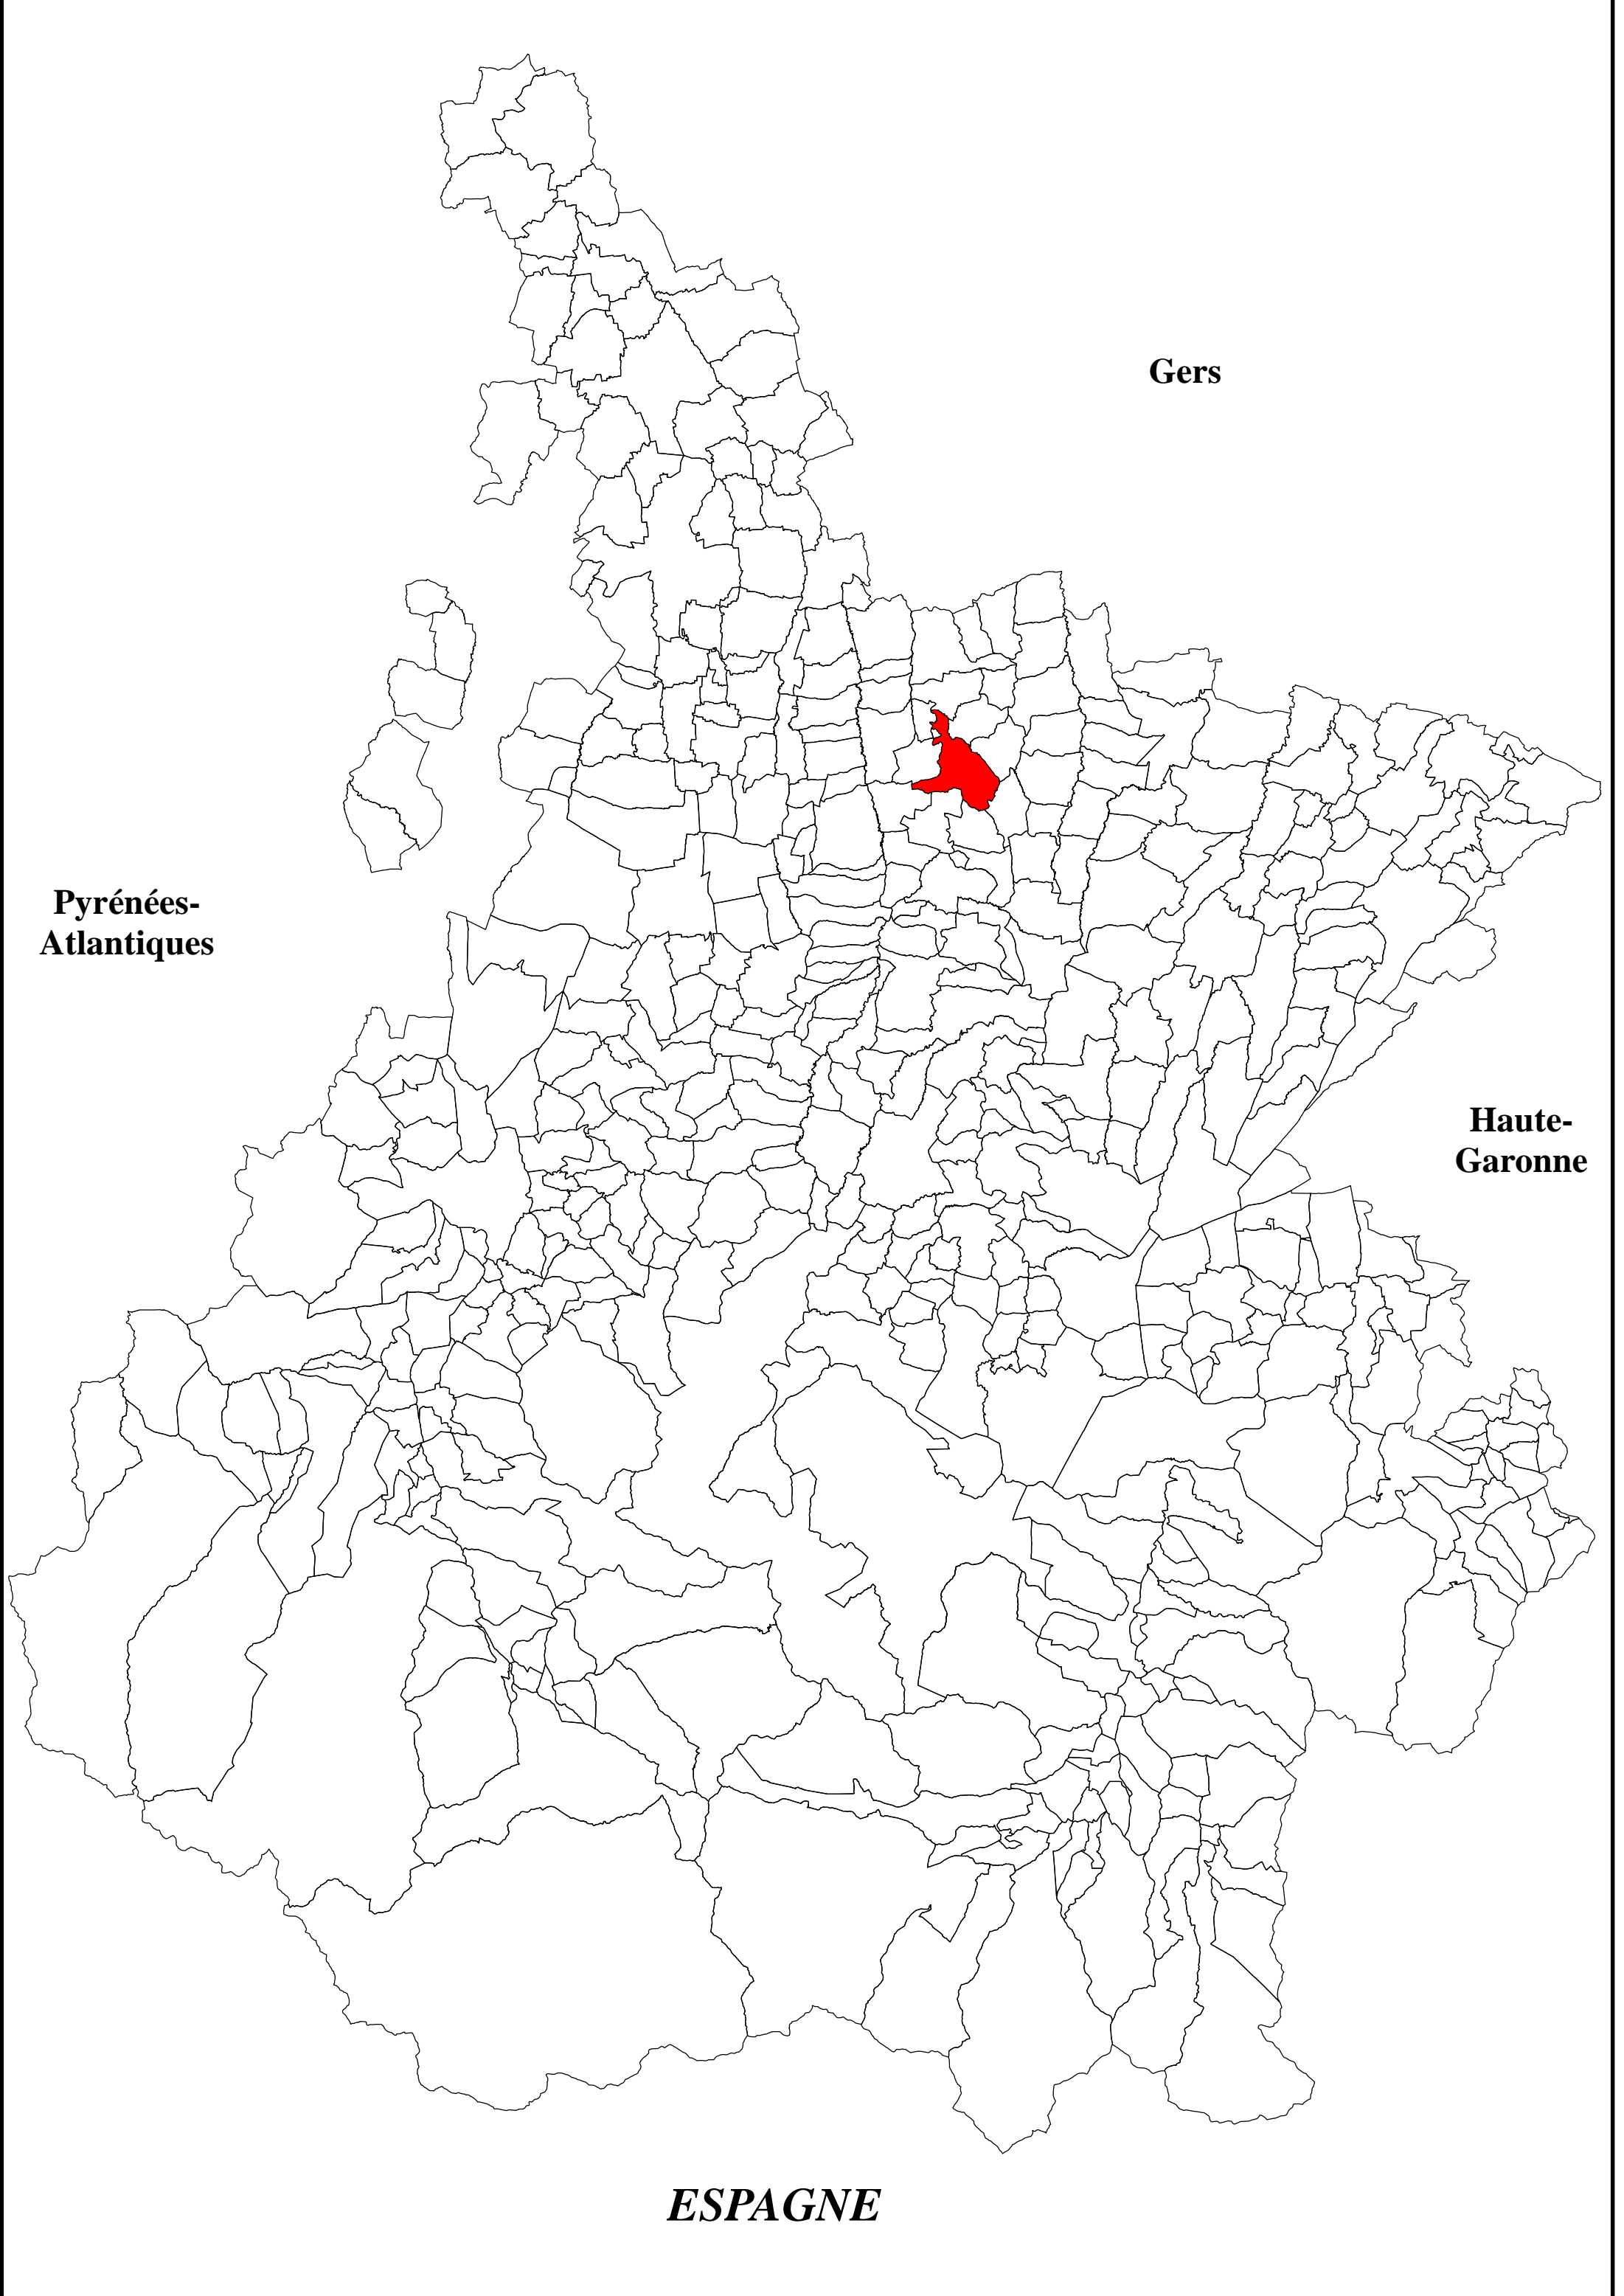 Gers
Pyrénées-
Atlantiques
Haute-
Garonne
ESPAGNE